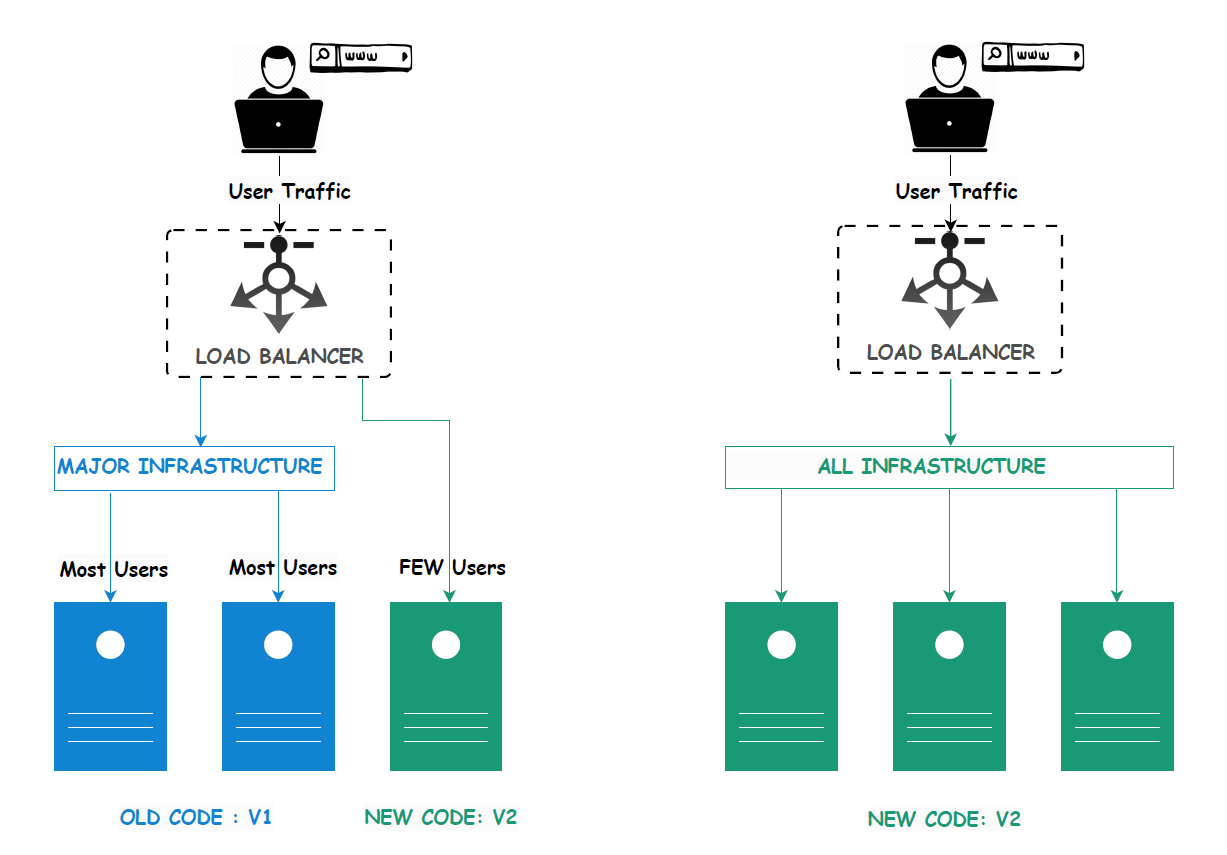 www
User Traffic
LOAD BALANCER
MAJOR INFRASTRUCTURE
Most Users
Most Users
FEW Users
OLD CODE : V1
NEW CODE: V2
www
User Traffic
LOAD BALANCER
ALL INFRASTRUCTURE
NEW CODE: V2